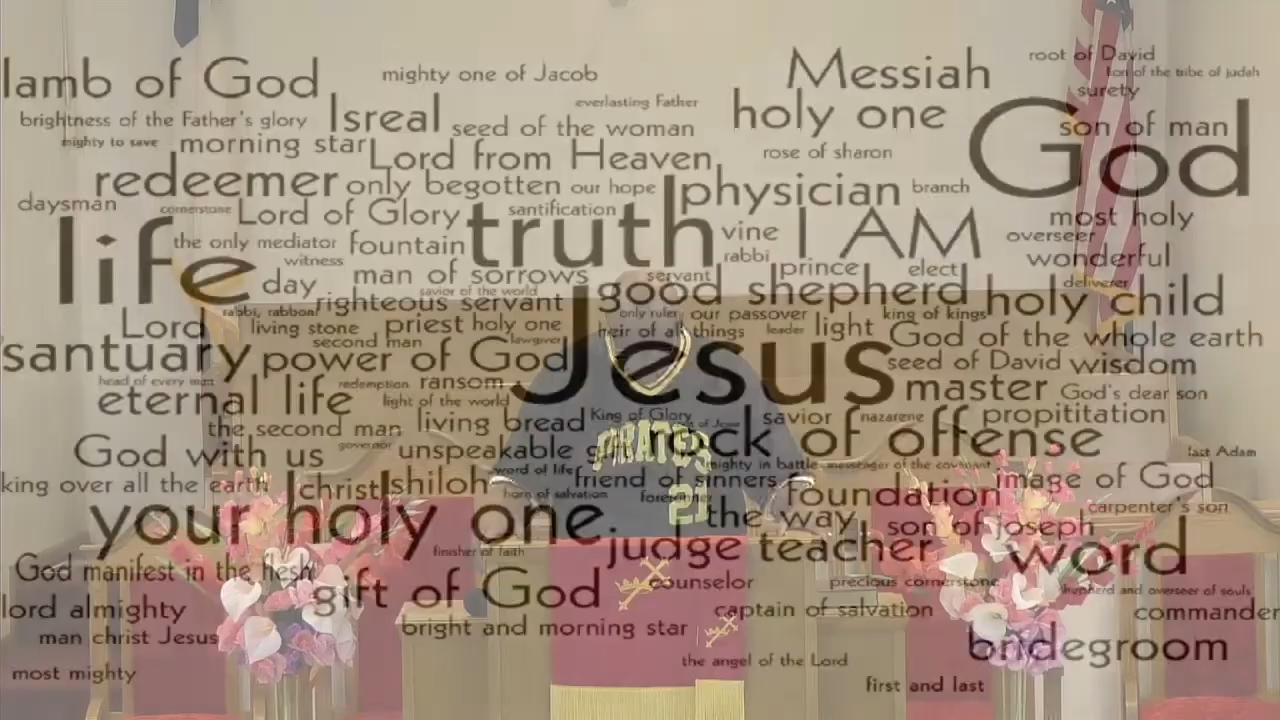 lamb of God
mighty one of Jacob
Messiah
root of David
lion of the tribe of judah
surety
brightness of the Father's glory
Isreal
everlasting Father
seed of the woman
holy one
God
son of man
mighty to save
morning star
Lord from Heaven
rose of sharon
redeemer
only begotten
our hope
physician
branch
daysman
cornerstone
Lord of Glory
santification
truth
vine
I AM
most holy
life
the only mediator
fountain
rabbi
overseer
wonderful
witness
day
man of sorrows
servant
prince
elect
deliverer
savior of the world
good shepherd
holy child
rabbi, rabboni
righteous servant
only ruler
our passover
king of kings
Lord
living stone
priest
holy one
heir of all things
leader
light
God of the whole earth
second man
lawgiver
santuary
power of God
Jesus
seed of David
wisdom
head of every man
redemption
ransom
master
God's dear son
eternal life
light of the world
the second man
living bread
King of Glory
savior
nazarene
propititation
God with us
governor
unspeakable
rock of offense
last Adam
PIRATES
21
king over all the earth
christ
shiloh
word of life
friend of sinners
mighty in battle
messenger of the covenant
image of God
horn of salvation
forerunner
foundation
carpenter's son
your holy one.
the way
son of joseph
finisher of faith
judge
teacher
word
God manifest in the flesh
gift of God
counselor
precious cornerstone
shepherd and overseer of souls
lord almighty
captain of salvation
commander
man christ Jesus
bright and morning star
bridegroom
most mighty
the angel of the Lord
first and last